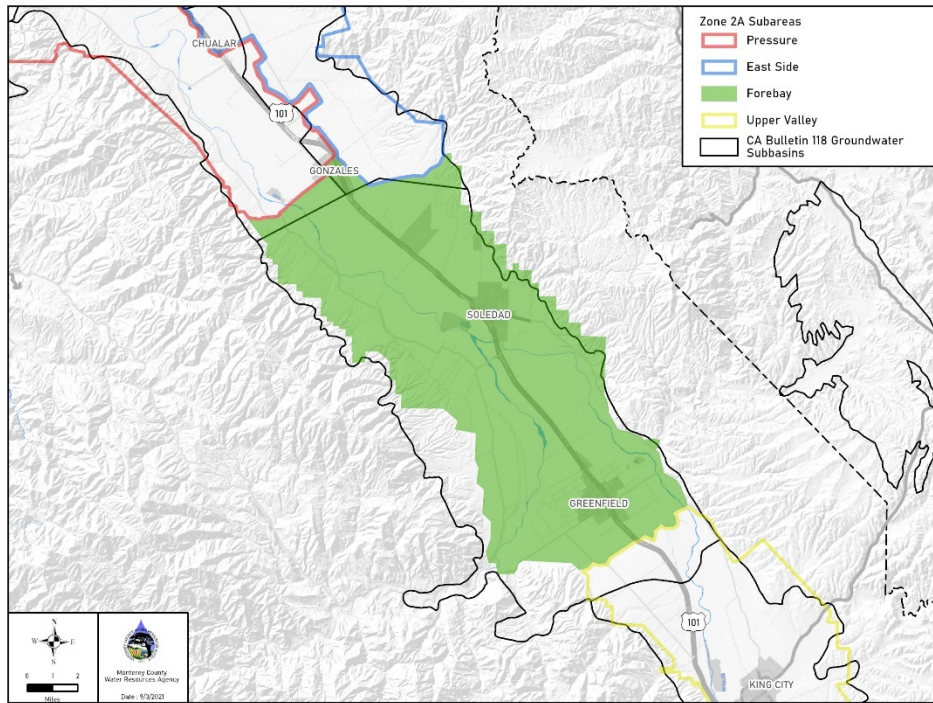 Zone 2A Subareas
Pressure
East Side
Forebay
Upper Valley
CA Bulletin 118 Groundwater
Subbasins
CHUALAR
101
GONZALES
SOLEDAD
GREENFIELD
101
KING CITY
N
W E
S
0 1 2
Miles
Monterey County
Water Resources Agency
Date : 9/3/2021